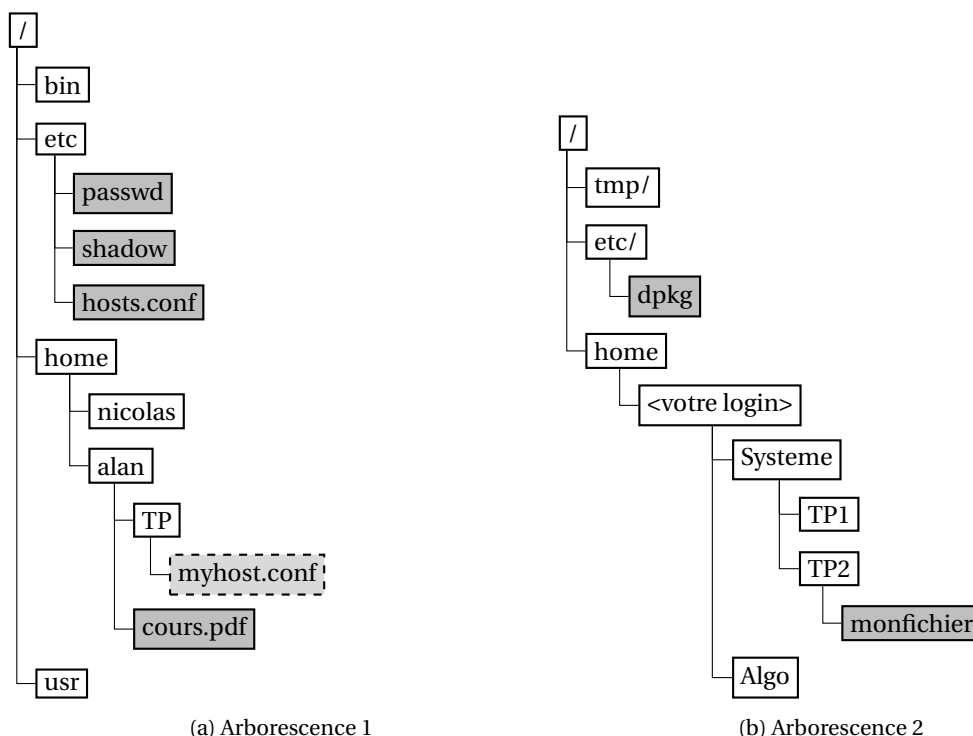 /
bin
etc
passwd
shadow
hosts.conf
home
nicolas
alan
TP
myhost.conf
cours.pdf
usr
(a) Arborescence 1
/
tmp/
etc/
dpkg
home
<votre login>
Systeme
TP1
TP2
monfichier
Algo
(b) Arborescence 2